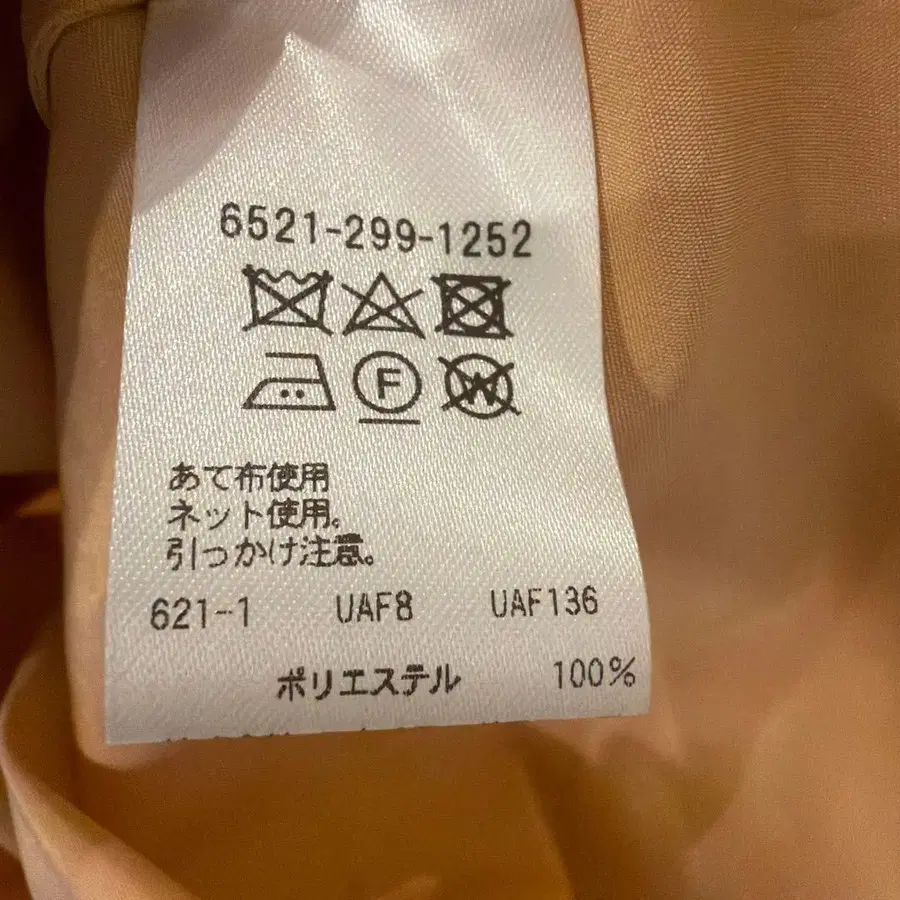 6521-299-1252
F W
あて布使用
ネット使用。
引っかけ注意。
621-1 UAF8 UAF136
ポリエステル 100%